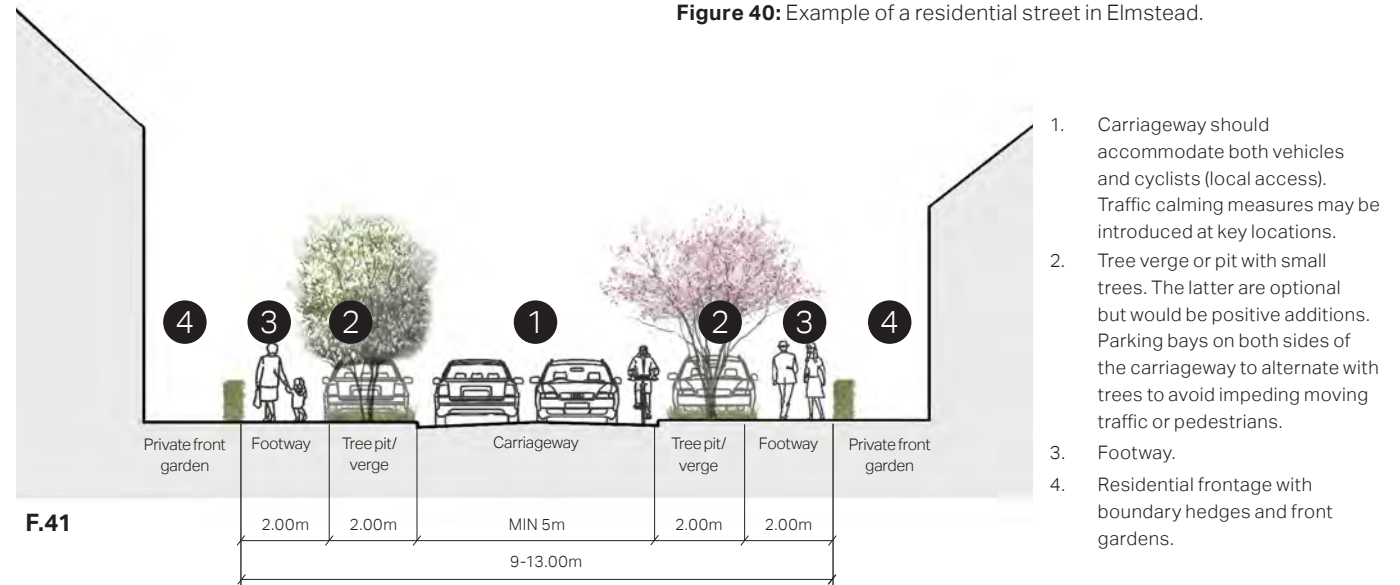 Figure 40: Example of a residential street in Elmstead.
4
3
2
1
2
3
4
Private front
garden
Footway
Tree pit/
verge
Carriageway
Tree pit/
verge
Footway
Private front
garden
F.41
2.00m
2.00m
MIN 5m
2.00m
2.00m
9-13.00m
1. Carriageway should
accommodate both vehicles
and cyclists (local access).
Traffic calming measures may be
introduced at key locations.
2. Tree verge or pit with small
trees. The latter are optional
but would be positive additions.
Parking bays on both sides of
the carriageway to alternate with
trees to avoid impeding moving
traffic or pedestrians.
3. Footway.
4. Residential frontage with
boundary hedges and front
gardens.